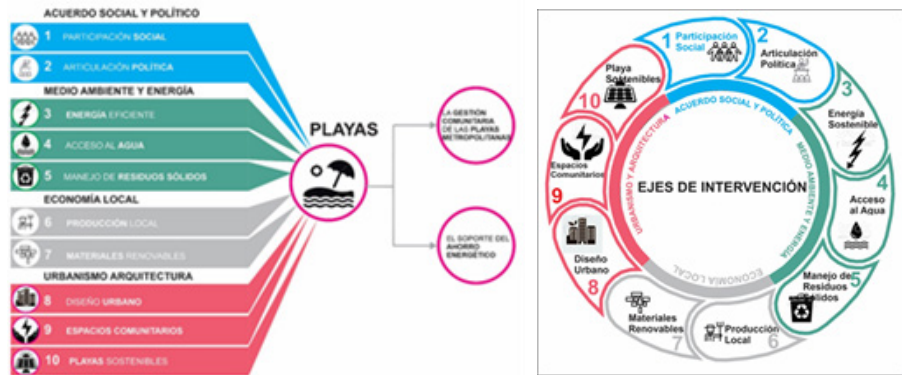 ACUERDO SOCIAL Y POLÍTICO
1 PARTICIPACIÓN SOCIAL
2 ARTICULACIÓN POLÍTICA
MEDIO AMBIENTE Y ENERGÍA
3 ENERGÍA EFICIENTE
4 ACCESO AL AGUA
5 MANEJO DE RESIDUOS SÓLIDOS
ECONOMÍA LOCAL
6 PRODUCCIÓN LOCAL
7 MATERIALES RENOVABLES
URBANISMO ARQUITECTURA
8 DISEÑO URBANO
9 ESPACIOS COMUNITARIOS
10 PLAYAS SOSTENIBLES
PLAYAS
LA GESTIÓN
COMUNITARIA
DE LAS PLAYAS
METROPOLITANAS
EL SOPORTE DEL
AHORRO
ENERGÉTICO
1 Participación
Social
2
Articulación
Política
3
Energía
Sostenible
4
Acceso
al Agua
Manejo de
Residuos
Sólidos
5
Producción
Local
6
Materiales
Renovables
7
Diseño
Urbano
8
Espacios
Comunitarios
9
Playa
Sostenibles
10
ACUERDO SOCIAL Y POLÍTICA
MEDIO AMBIENTE Y ENERGÍA
ECONOMÍA LOCAL
URBANISMO Y ARQUITECTURA
EJES DE INTERVENCIÓN